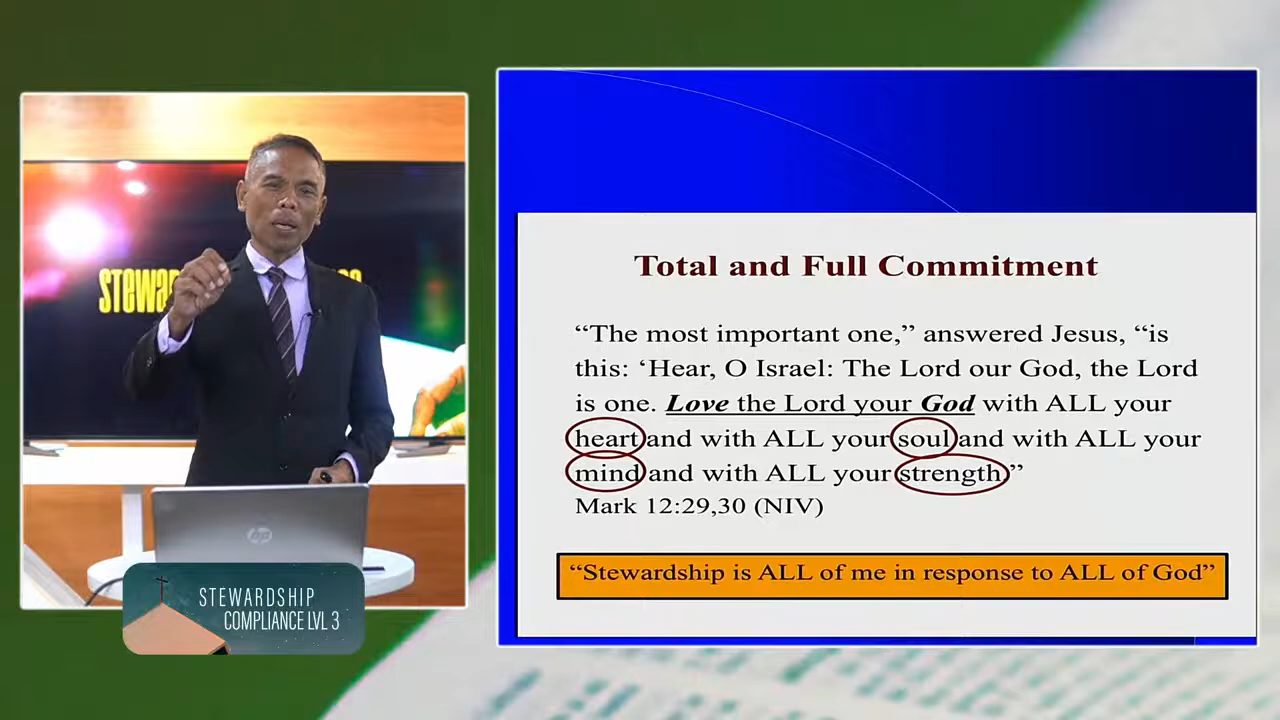 Total and Full Commitment
“The most important one,” answered Jesus, “is
this: ‘Hear, O Israel: The Lord our God, the Lord
is one. Love the Lord your God with ALL your
heart and with ALL your soul and with ALL your
mind and with ALL your strength.”
Mark 12:29,30 (NIV)
“Stewardship is ALL of me in response to ALL of God”
hp
STEWARDSHIP
COMPLIANCE LVL 3